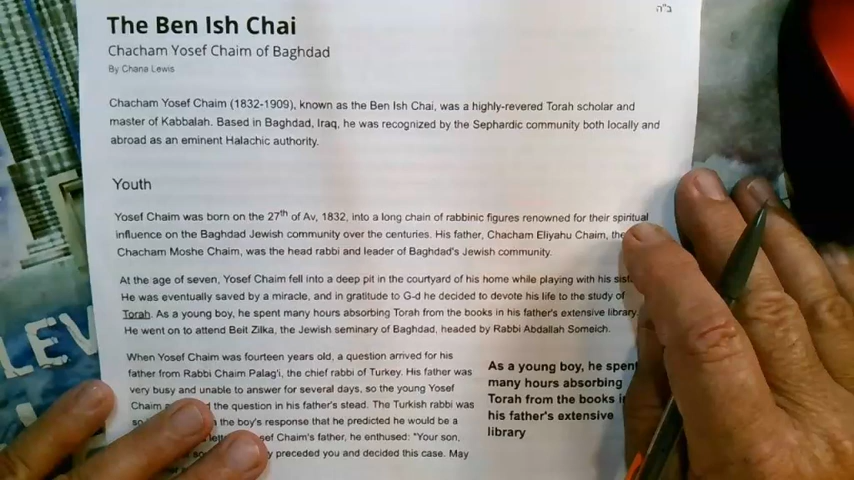 ב"ה
The Ben Ish Chai
Chacham Yosef Chaim of Baghdad
By Chana Lewis
Chacham Yosef Chaim (1832-1909), known as the Ben Ish Chai, was a highly-revered Torah scholar and
master of Kabbalah. Based in Baghdad, Iraq, he was recognized by the Sephardic community both locally and
abroad as an eminent Halachic authority.
Youth
Yosef Chaim was born on the 27th of Av, 1832, into a long chain of rabbinic figures renowned for their spiritual
influence on the Baghdad Jewish community over the centuries. His father, Chacham Eliyahu Chaim, the
Chacham Moshe Chaim, was the head rabbi and leader of Baghdad's Jewish community.
At the age of seven, Yosef Chaim fell into a deep pit in the courtyard of his home while playing with his
He was eventually saved by a miracle, and in gratitude to G-d he decided to devote his life to the study of
Torah. As a young boy, he spent many hours absorbing Torah from the books in his father's extensive library.
He went on to attend Beit Zilka, the Jewish seminary of Baghdad, headed by Rabbi Abdallah Someich.
When Yosef Chaim was fourteen years old, a question arrived for his
father from Rabbi Chaim Palag'i, the chief rabbi of Turkey. His father was
very busy and unable to answer for several days, so the young Yosef
Chaim the question in his father's stead. The Turkish rabbi was
so the boy's response that he predicted he would be a
Chaim's father, he enthused: "Your son,
preceded you and decided this case. May
As a young boy, he spent
many hours absorbing
Torah from the books
his father's extensive
library
LEV